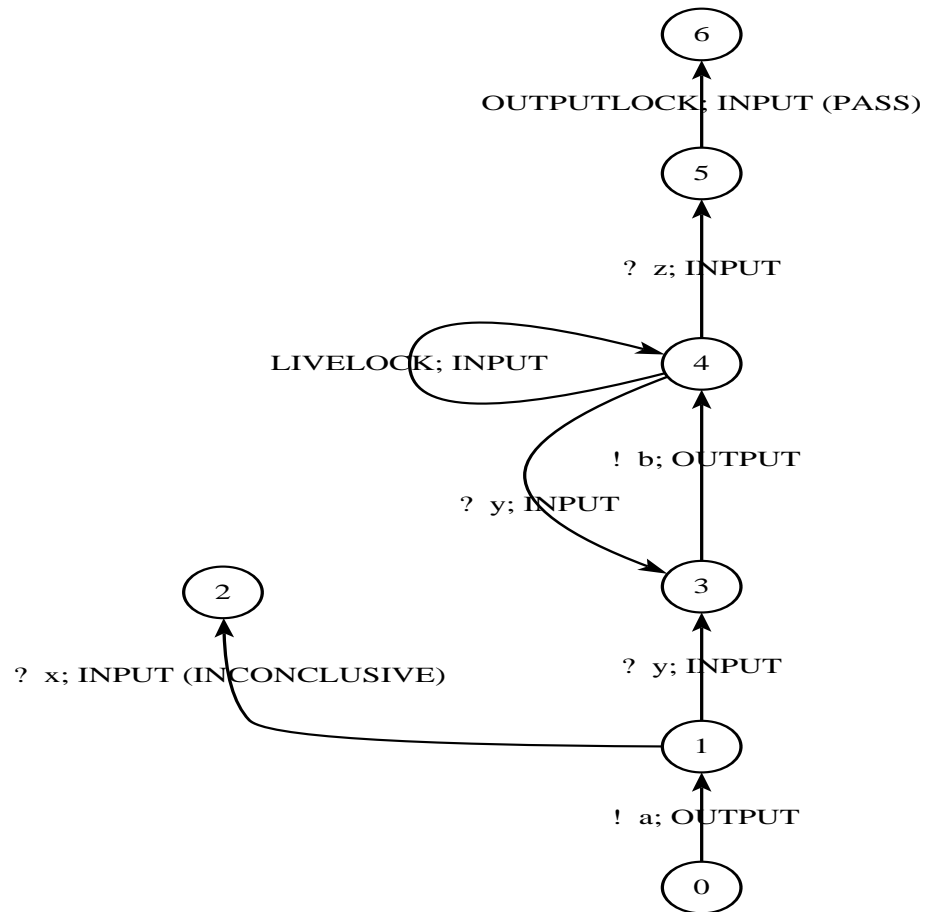 6
OUTPUTLOCK; INPUT (PASS)
5
? z; INPUT
4
LIVELOCK; INPUT
! b; OUTPUT
? y; INPUT
3
2
? y; INPUT
? x; INPUT (INCONCLUSIVE)
1
! a; OUTPUT
0